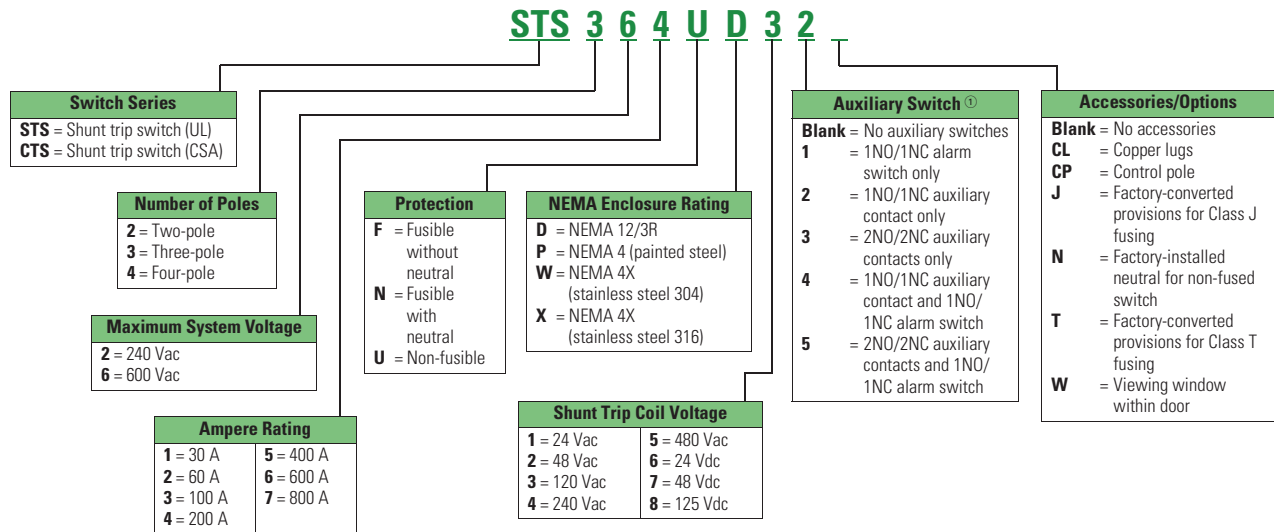 STS 3 6 4 U D 3 2
Switch Series
STS = Shunt trip switch (UL)
CTS = Shunt trip switch (CSA)
Number of Poles
2 = Two-pole
3 = Three-pole
4 = Four-pole
Maximum System Voltage
2 = 240 Vac
6 = 600 Vac
Ampere Rating
1 = 30 A
2 = 60 A
3 = 100 A
4 = 200 A
5 = 400 A
6 = 600 A
7 = 800 A
Protection
F = Fusible
without
neutral
N = Fusible
with
neutral
U = Non-fusible
NEMA Enclosure Rating
D = NEMA 12/3R
P = NEMA 4 (painted steel)
W = NEMA 4X
(stainless steel 304)
X = NEMA 4X
(stainless steel 316)
Shunt Trip Coil Voltage
1 = 24 Vac
2 = 48 Vac
3 = 120 Vac
4 = 240 Vac
5 = 480 Vac
6 = 24 Vdc
7 = 48 Vdc
8 = 125 Vdc
Auxiliary Switch ①
Blank = No auxiliary switches
1 = 1NO/1NC alarm
switch only
2 = 1NO/1NC auxiliary
contact only
3 = 2NO/2NC auxiliary
contacts only
4 = 1NO/1NC auxiliary
contact and 1NO/
1NC alarm switch
5 = 2NO/2NC auxiliary
contacts and 1NO/
1NC alarm switch
Accessories/Options
Blank = No accessories
CL = Copper lugs
CP = Control pole
J = Factory-converted
provisions for Class J
fusing
N = Factory-installed
neutral for non-fused
switch
T = Factory-converted
provisions for Class T
fusing
W = Viewing window
within door